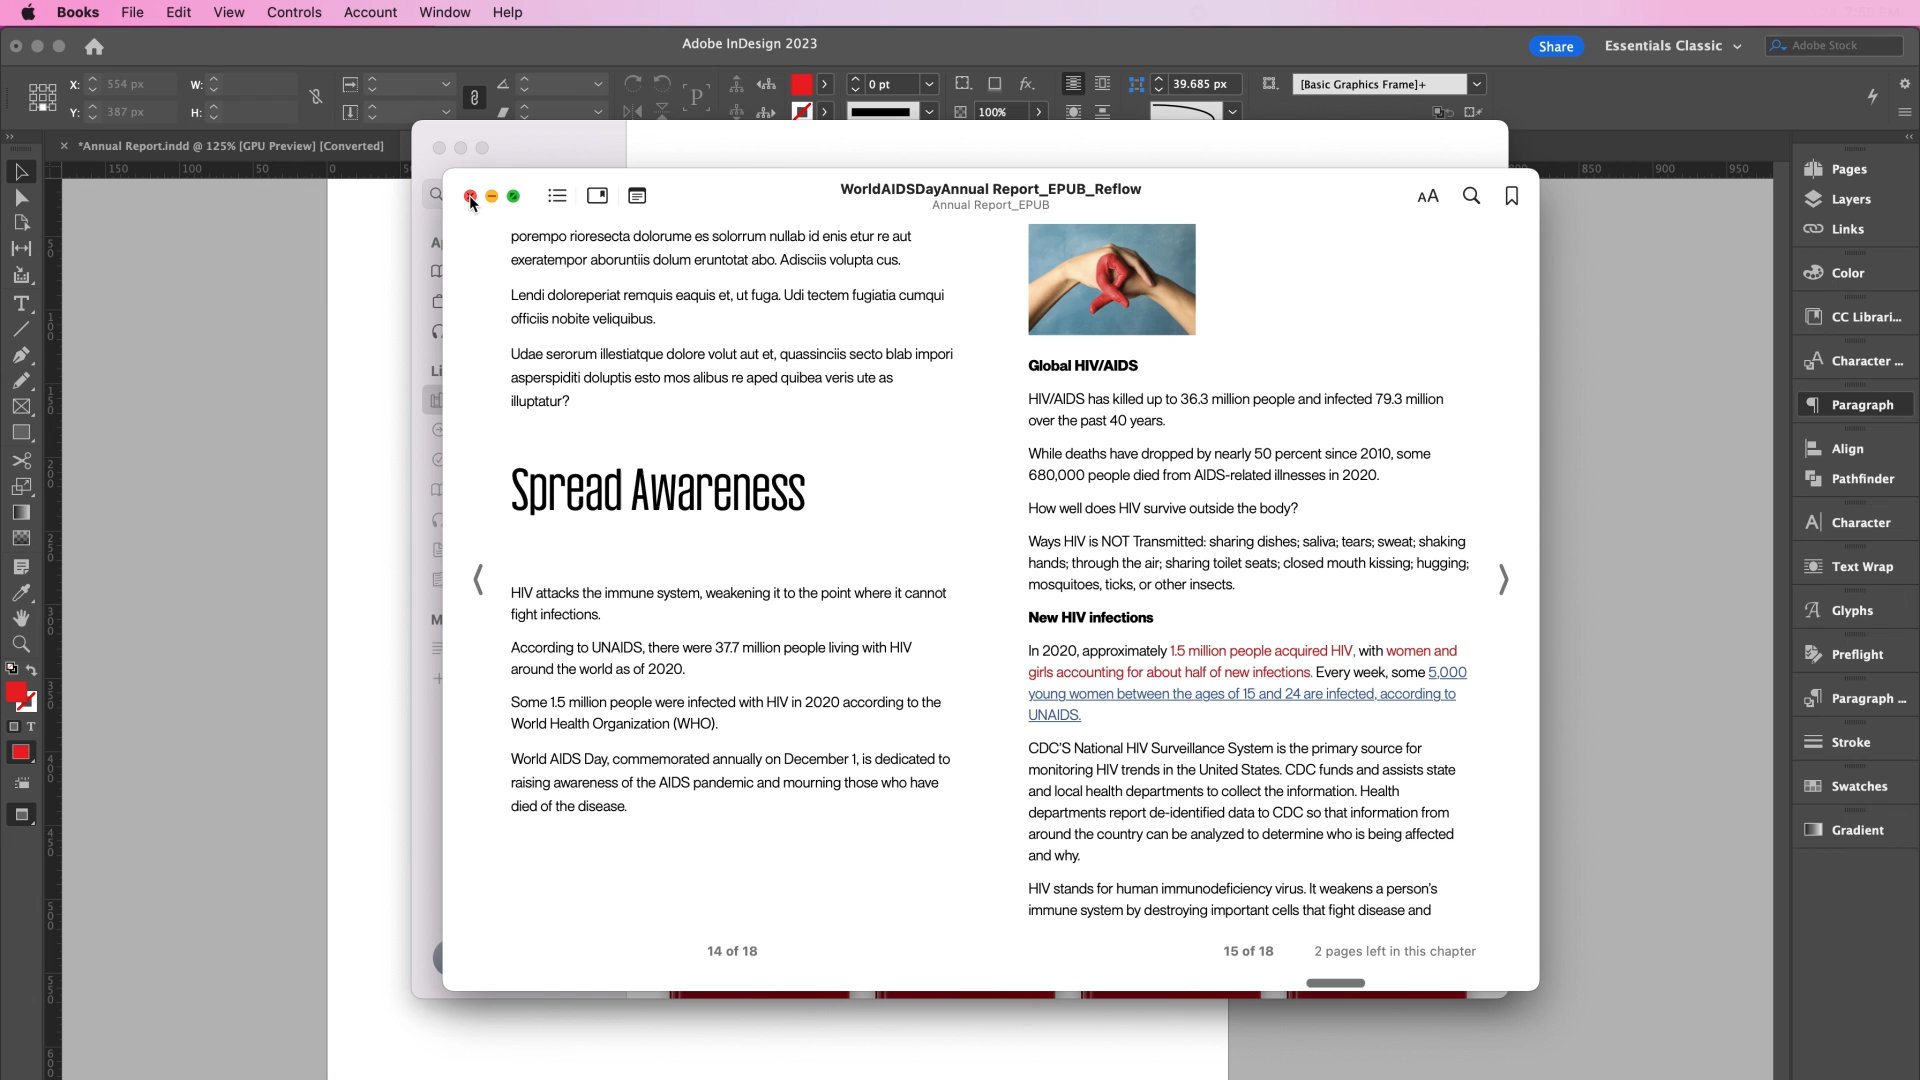 Books File Edit View Controls Account Window Help
Adobe InDesign 2023
Share Essentials Classic Adobe Stock
X: 554 px W: 0 pt fx. 39.685 px [Basic Graphics Frame]+
Y: 387 px H: 100%
*Annual Report.indd @ 125% [GPU Preview] [Converted]
150 100 50 0 800 850 900 950
WorldAIDSDayAnnual Report_EPUB_Reflow
Annual Report_EPUB
AA
porempo rioresecta dolorume es solorrum nullab id enis etur re aut
exeratempor aboruntiis dolum eruntotat abo. Adisciis volupta cus.
Lendi doloreperiat remquis eaquis et, ut fuga. Udi tectem fugiatia cumqui
officiis nobite veliquibus.
Udae serorum illestiatque dolore volut aut et, quassinciis secto blab impori
asperspiditi doluptis esto mos alibus re aped quibea veris ute as
illuptatur?
Spread Awareness
HIV attacks the immune system, weakening it to the point where it cannot
fight infections.
According to UNAIDS, there were 37.7 million people living with HIV
around the world as of 2020.
Some 1.5 million people were infected with HIV in 2020 according to the
World Health Organization (WHO).
World AIDS Day, commemorated annually on December 1, is dedicated to
raising awareness of the AIDS pandemic and mourning those who have
died of the disease.
14 of 18
Global HIV/AIDS
HIV/AIDS has killed up to 36.3 million people and infected 79.3 million
over the past 40 years.
While deaths have dropped by nearly 50 percent since 2010, some
680,000 people died from AIDS-related illnesses in 2020.
How well does HIV survive outside the body?
Ways HIV is NOT Transmitted: sharing dishes; saliva; tears; sweat; shaking
hands; through the air; sharing toilet seats; closed mouth kissing; hugging;
mosquitoes, ticks, or other insects.
New HIV infections
In 2020, approximately 1.5 million people acquired HIV, with women and
girls accounting for about half of new infections. Every week, some 5,000
young women between the ages of 15 and 24 are infected, according to
UNAIDS.
CDC'S National HIV Surveillance System is the primary source for
monitoring HIV trends in the United States. CDC funds and assists state
and local health departments to collect the information. Health
departments report de-identified data to CDC so that information from
around the country can be analyzed to determine who is being affected
and why.
HIV stands for human immunodeficiency virus. It weakens a person's
immune system by destroying important cells that fight disease and
15 of 18 2 pages left in this chapter
Pages
Layers
Links
Color
CC Librari...
Character ...
Paragraph
Align
Pathfinder
Character
Text Wrap
Glyphs
Preflight
Paragraph ...
Stroke
Swatches
Gradient